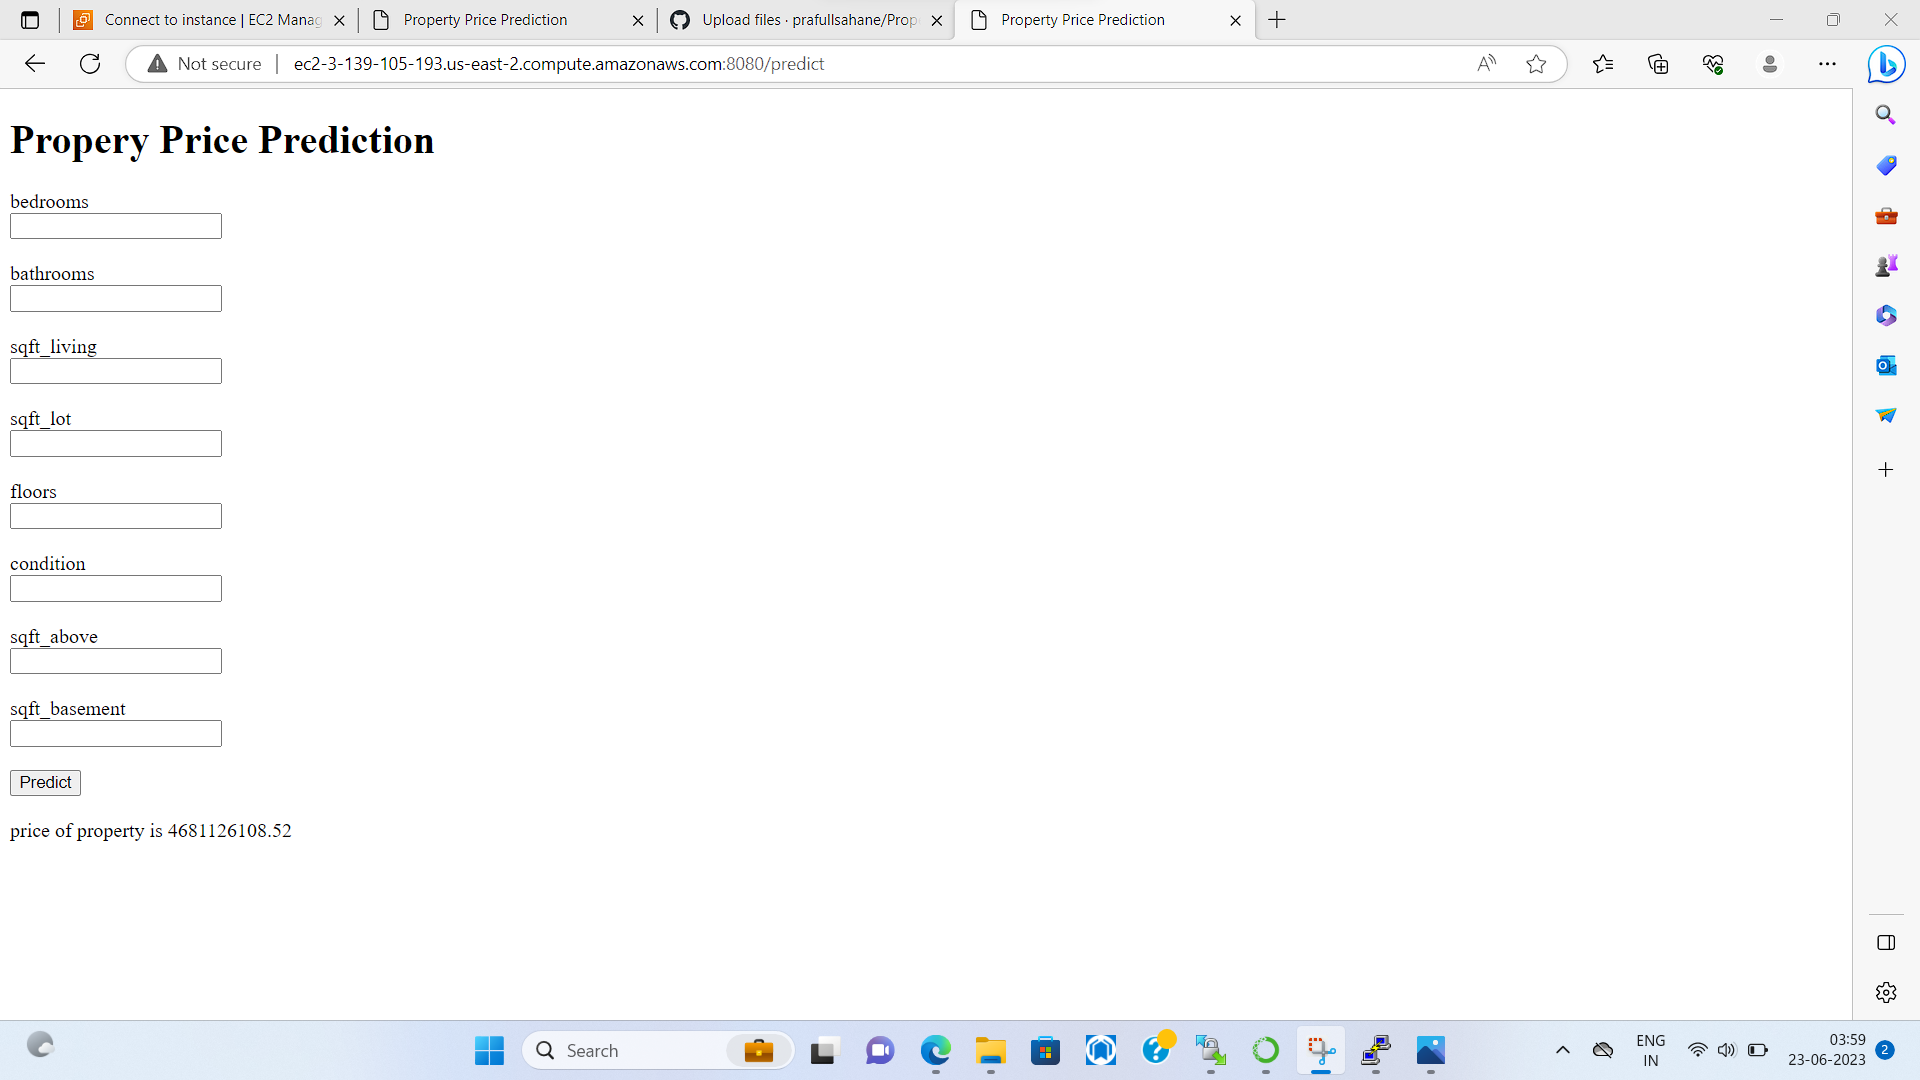 Connect to instance | EC2 Manag
Property Price Prediction
Upload files · prafullsahane/Prop
Property Price Prediction
Not secure
ec2-3-139-105-193.us-east-2.compute.amazonaws.com:8080/predict
Propery Price Prediction
bedrooms
bathrooms
sqft_living
sqft_lot
floors
condition
sqft_above
sqft_basement
Predict
price of property is 4681126108.52
Search
ENG
IN
03:59
23-06-2023
2